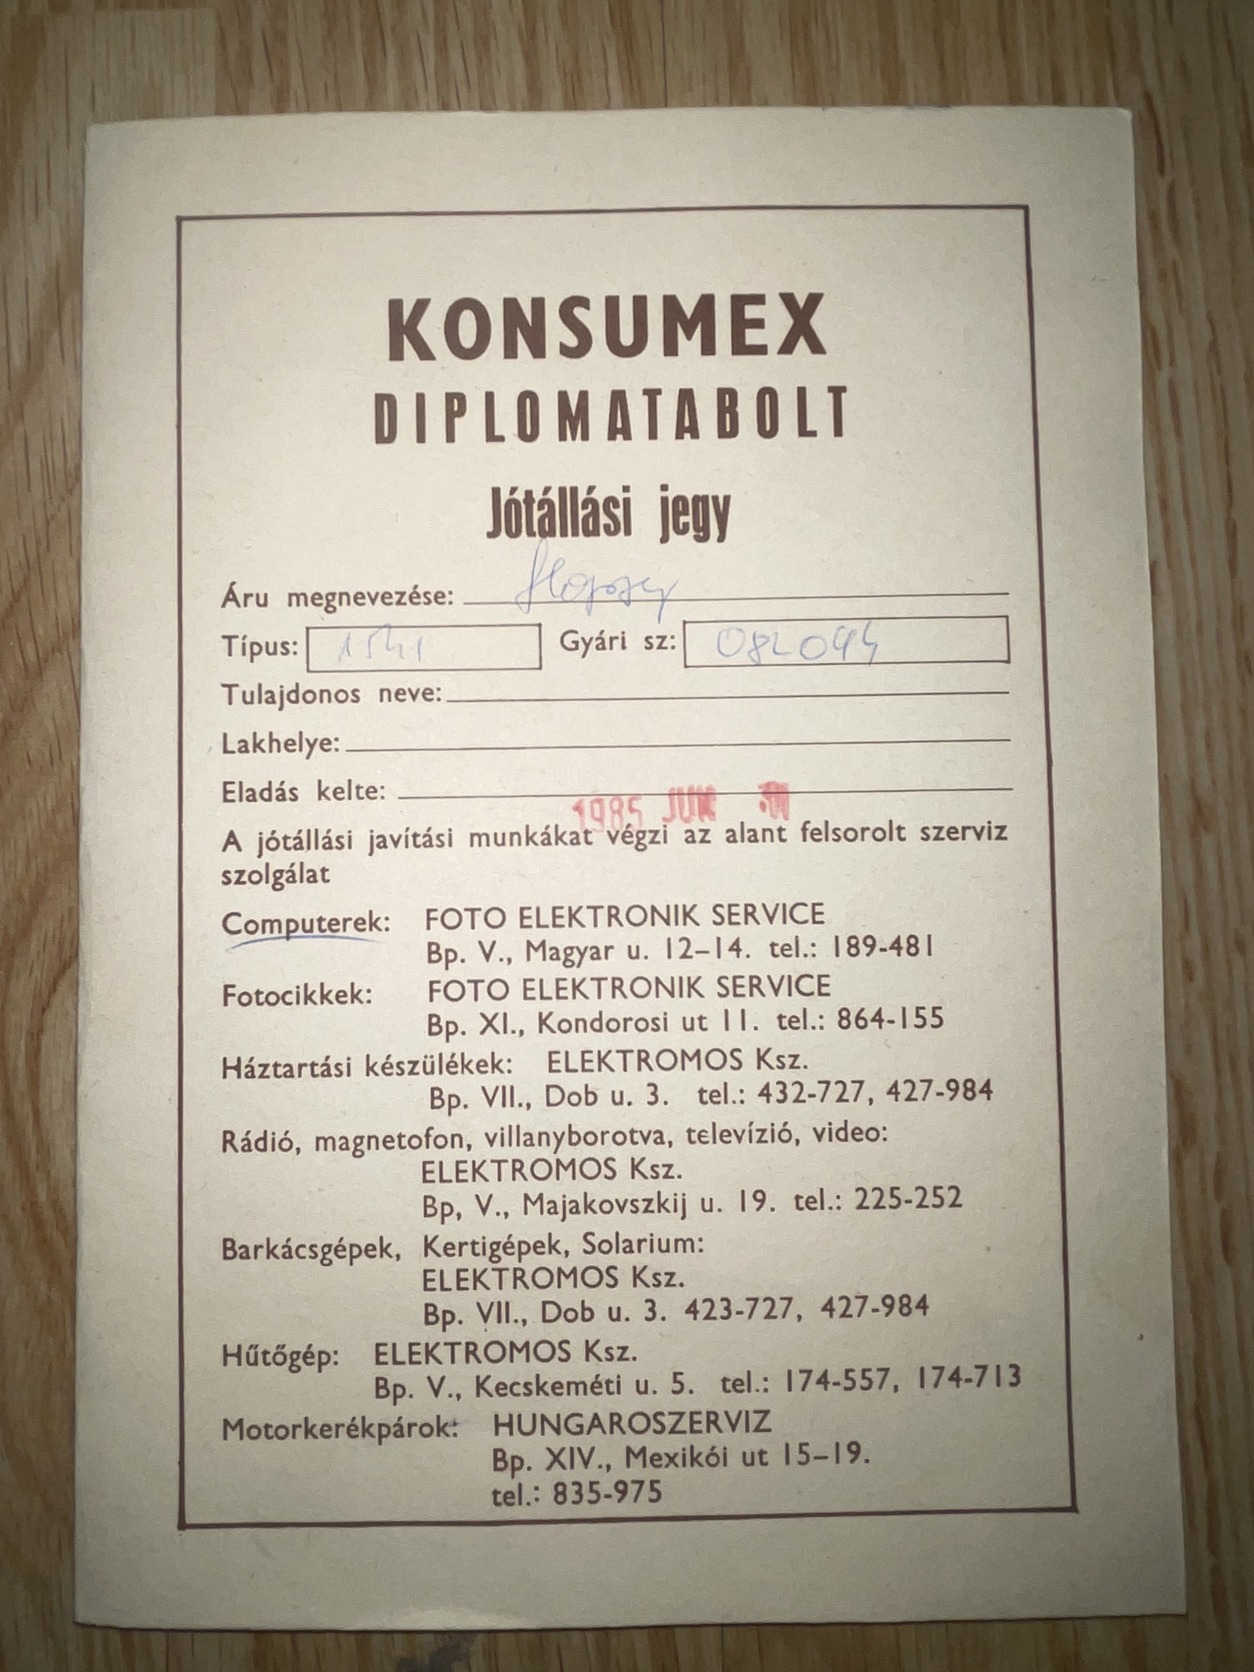 KONSUMEX
DIPLOMATABOLT
Jótállási jegy
Áru megnevezése: floppy
Típus: 1541 Gyári sz: 082044
Tulajdonos neve:
Lakhelye:
Eladás kelte:
1985 JUN
A jótállási javítási munkákat végzi az alant felsorolt szerviz
szolgálat
Computerek: FOTO ELEKTRONIK SERVICE
Bp. V., Magyar u. 12–14. tel.: 189-481
Fotocikkek: FOTO ELEKTRONIK SERVICE
Bp. XI., Kondorosi ut 11. tel.: 864-155
Háztartási készülékek: ELEKTROMOS Ksz.
Bp. VII., Dob u. 3. tel.: 432-727, 427-984
Rádió, magnetofon, villanyborotva, televízió, video:
ELEKTROMOS Ksz.
Bp, V., Majakovszkij u. 19. tel.: 225-252
Barkácsgépek, Kertigépek, Solarium:
ELEKTROMOS Ksz.
Bp. VII., Dob u. 3. 423-727, 427-984
Hűtőgép: ELEKTROMOS Ksz.
Bp. V., Kecskeméti u. 5. tel.: 174-557, 174-713
Motorkerékpárok: HUNGAROSZERVIZ
Bp. XIV., Mexikói ut 15–19.
tel.: 835-975